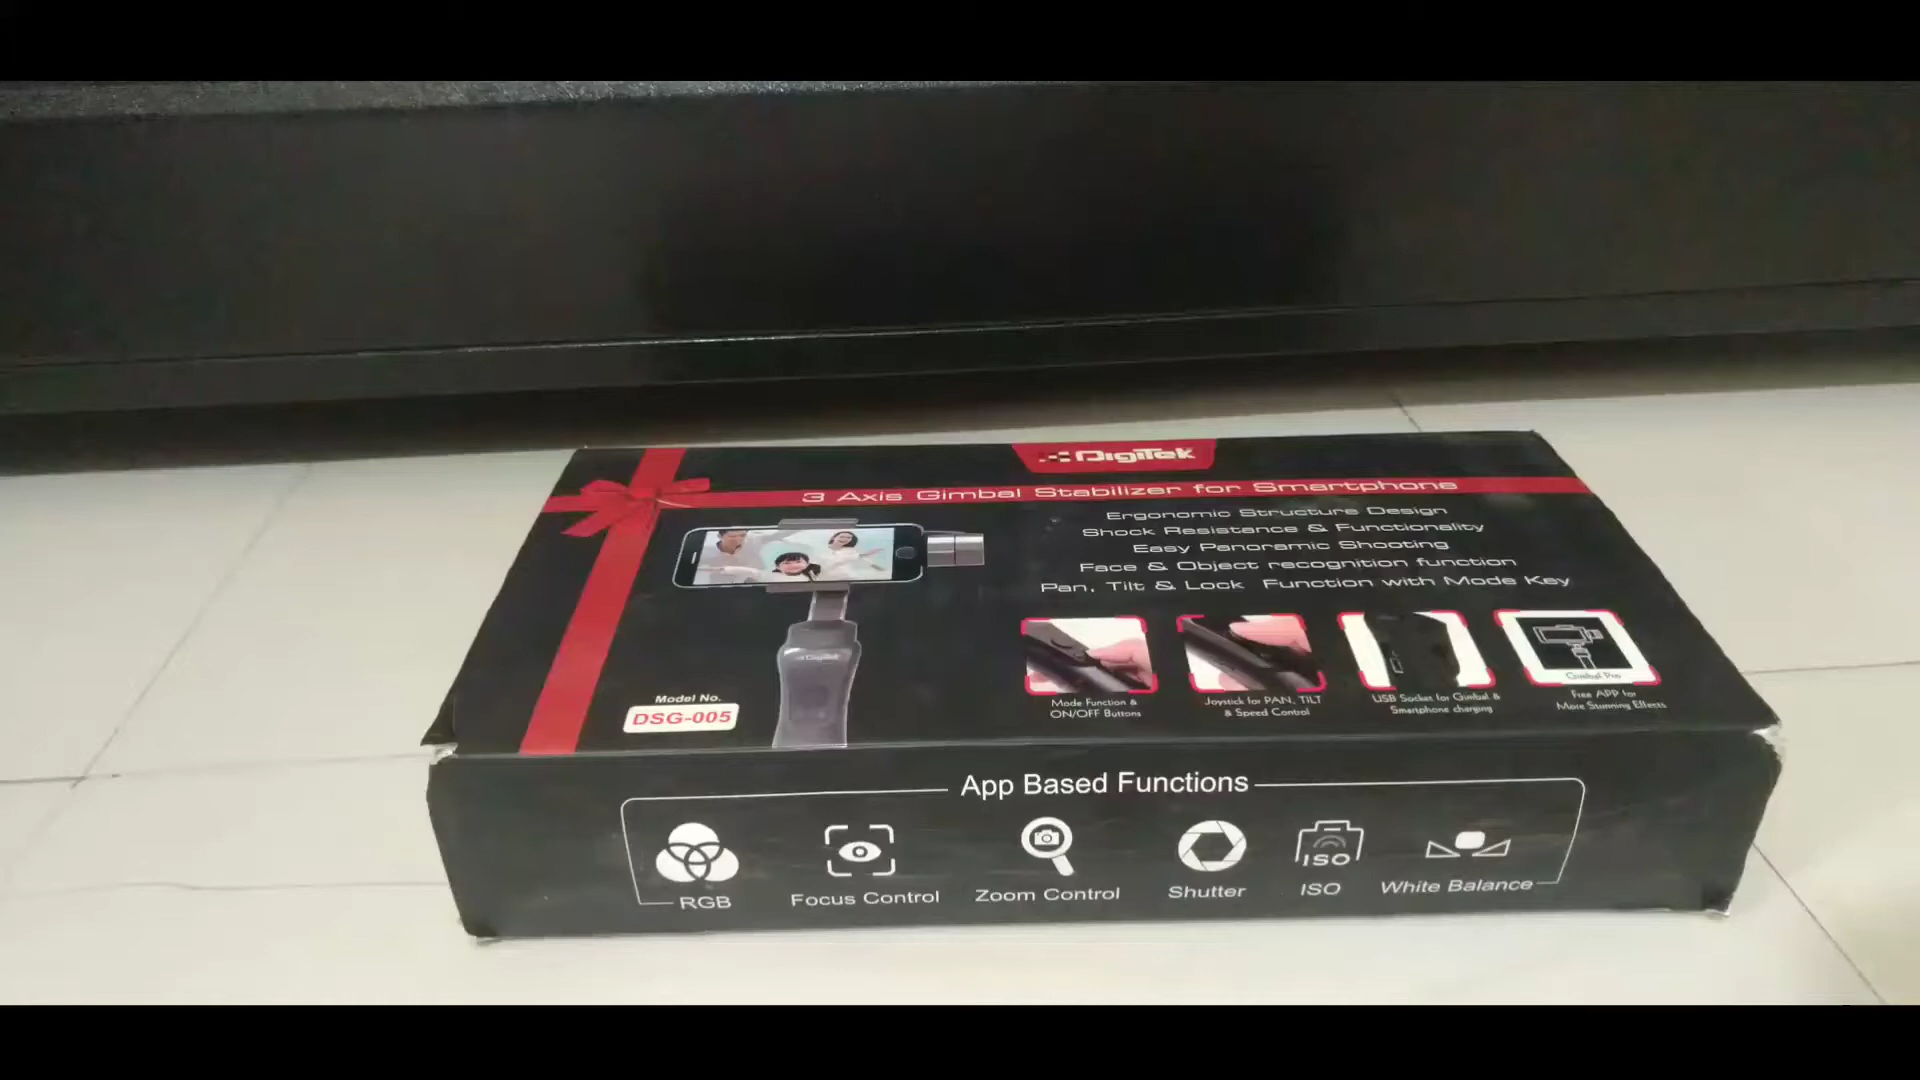 DigiTek
3 Axis Gimbal Stabilizer for Smartphone
Ergonomic Structure Design
Shock Resistance & Functionality
Easy Panoramic Shooting
Face & Object recognition function
Pan, Tilt & Lock Function with Mode Key
DigiTek
Model No.
DSG-005
Gimbal Pro
Mode Function &
ON/OFF Buttons
Joystick for PAN, TILT
& Speed Control
USB Socket for Gimbal &
Smartphone charging
Free APP for
More Stunning Effects
App Based Functions
ISO
RGB
Focus Control
Zoom Control
Shutter
ISO
White Balance